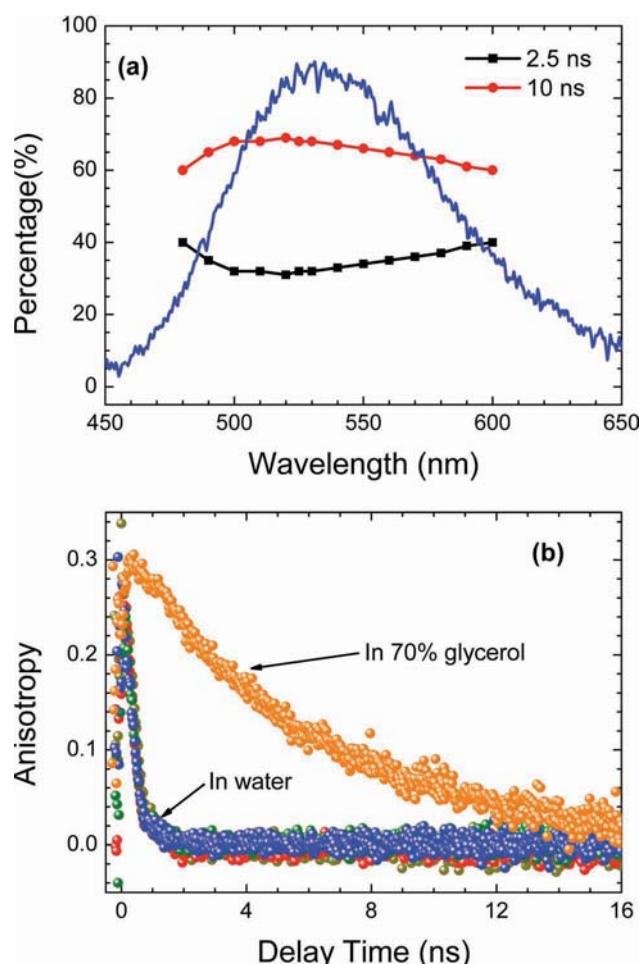 (a)
2.5 ns
10 ns
Percentage(%)
100
80
60
40
20
0
450 500 550 600 650
Wavelength (nm)
(b)
In 70% glycerol
In water
Anisotropy
0.3
0.2
0.1
0.0
0 4 8 12 16
Delay Time (ns)